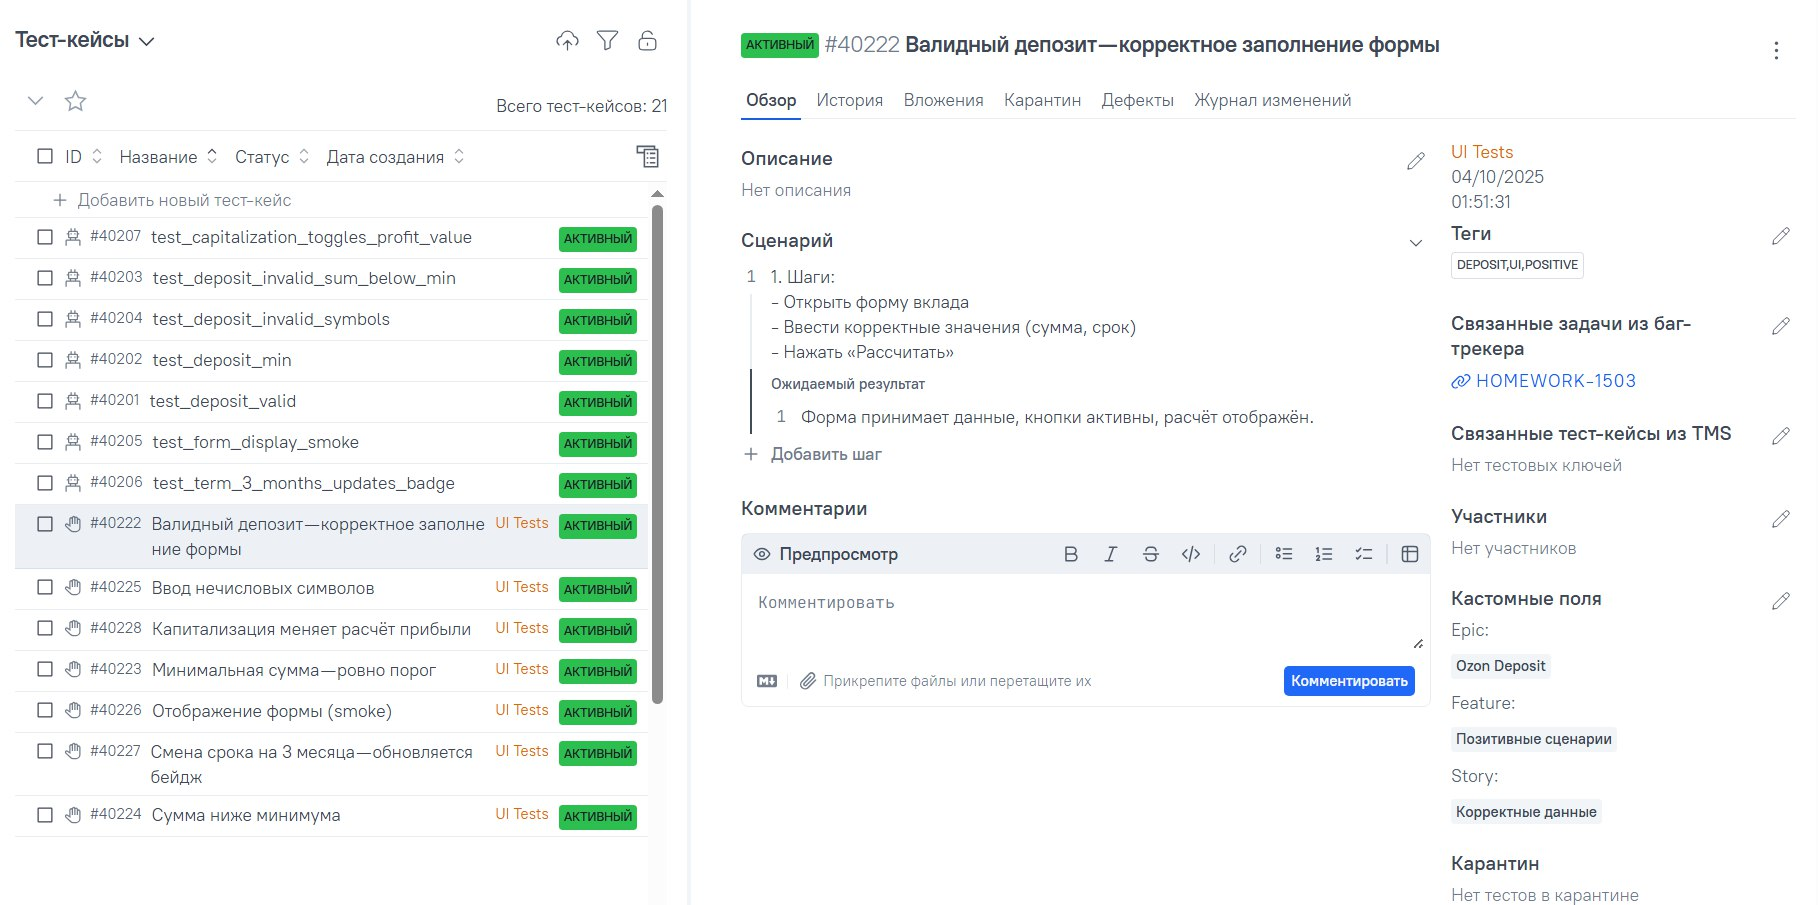 Тест-кейсы
Всего тест-кейсов: 21
ID Название Статус Дата создания
Добавить новый тест-кейс
#40207 test_capitalization_toggles_profit_value АКТИВНЫЙ
#40203 test_deposit_invalid_sum_below_min АКТИВНЫЙ
#40204 test_deposit_invalid_symbols АКТИВНЫЙ
#40202 test_deposit_min АКТИВНЫЙ
#40201 test_deposit_valid АКТИВНЫЙ
#40205 test_form_display_smoke АКТИВНЫЙ
#40206 test_term_3_months_updates_badge АКТИВНЫЙ
#40222 Валидный депозит—корректное заполне UI Tests АКТИВНЫЙ
ние формы
#40225 Ввод нечисловых символов UI Tests АКТИВНЫЙ
#40228 Капитализация меняет расчёт прибыли UI Tests АКТИВНЫЙ
#40223 Минимальная сумма—ровно порог UI Tests АКТИВНЫЙ
#40226 Отображение формы (smoke) UI Tests АКТИВНЫЙ
#40227 Смена срока на 3 месяца—обновляется UI Tests АКТИВНЫЙ
бейдж
#40224 Сумма ниже минимума UI Tests АКТИВНЫЙ
АКТИВНЫЙ #40222 Валидный депозит—корректное заполнение формы
Обзор История Вложения Карантин Дефекты Журнал изменений
Описание
Нет описания
Сценарий
1 1. Шаги:
- Открыть форму вклада
- Ввести корректные значения (сумма, срок)
- Нажать «Рассчитать»
Ожидаемый результат
1 Форма принимает данные, кнопки активны, расчёт отображён.
Добавить шаг
Комментарии
Предпросмотр
Комментировать
Прикрепите файлы или перетащите их
Комментировать
UI Tests
04/10/2025
01:51:31
Теги
DEPOSIT,UI,POSITIVE
Связанные задачи из баг-
трекера
HOMEWORK-1503
Связанные тест-кейсы из TMS
Нет тестовых ключей
Участники
Нет участников
Кастомные поля
Epic:
Ozon Deposit
Feature:
Позитивные сценарии
Story:
Корректные данные
Карантин
Нет тестов в карантине